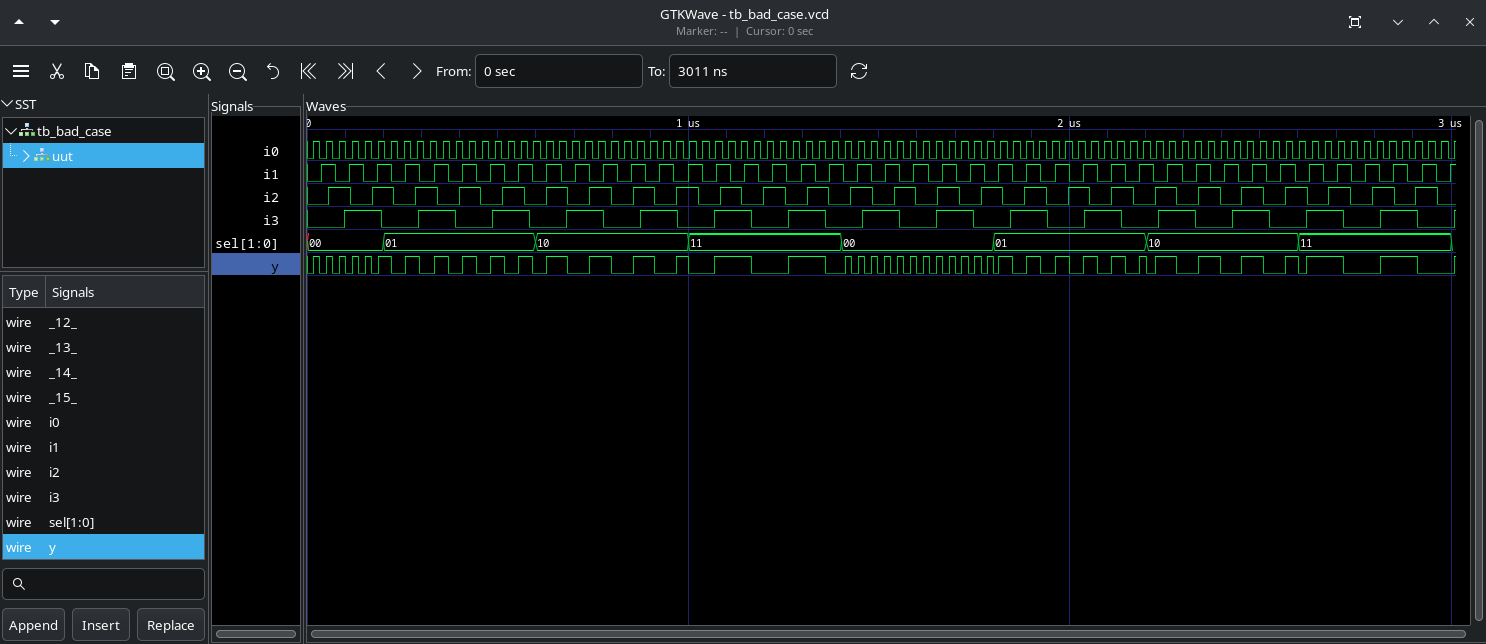 GTKWave - tb_bad_case.vcd
Marker: -- | Cursor: 0 sec
From: 0 sec To: 3011 ns
SST
tb_bad_case
uut
Type Signals
wire _12_
wire _13_
wire _14_
wire _15_
wire i0
wire i1
wire i2
wire i3
wire sel[1:0]
wire y
Append Insert Replace
Signals
i0
i1
i2
i3
sel[1:0]
y
Waves
0 1 us 2 us 3 us
00 01 10 11 00 01 10 11